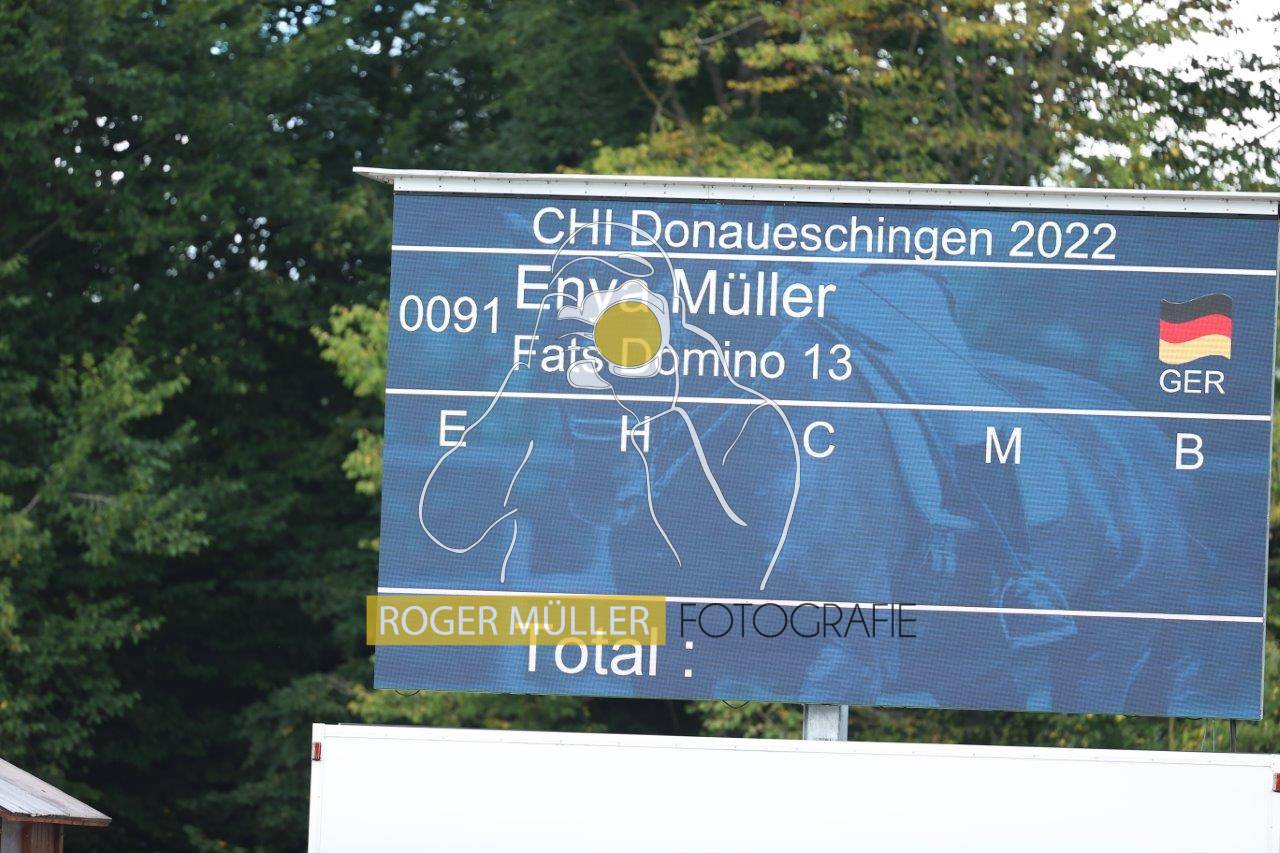 CHI Donaueschingen 2022
0091 Enya Müller
Fats Domino 13
GER
E H C M B
ROGER MÜLLER FOTOGRAFIE
Total :